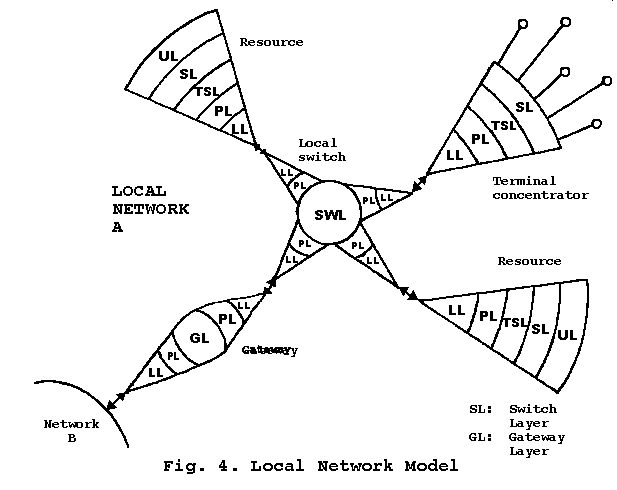 UL
SL
TSL
PL
LL
Resource
SL
TSL
PL
LL
Terminal
concentrator
Local
switch
LL
PL
PL
LL
SWL
PL
LL
PL
LL
LOCAL
NETWORK
A
Resource
LL
PL
TSL
SL
UL
LL
PL
GL
PL
LL
Gateway
Network
B
SL: Switch
Layer
GL: Gateway
Layer
Fig. 4. Local Network Model